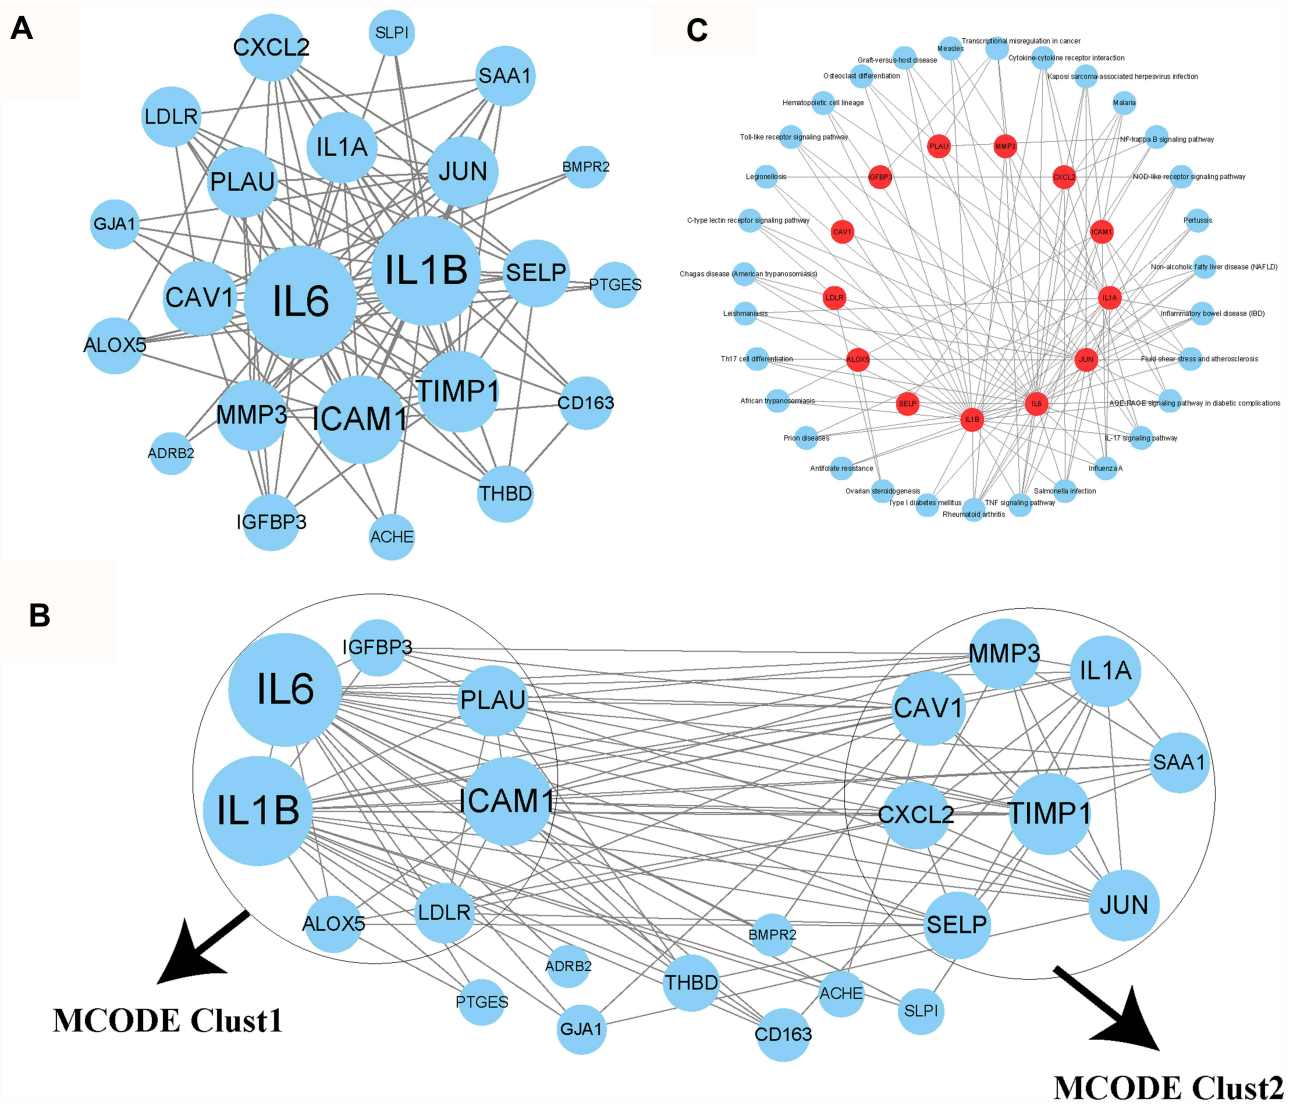 A
CXCL2
SLPI
SAA1
LDLR
IL1A
JUN
BMPR2
PLAU
GJA1
IL1B
SELP
PTGES
CAV1
IL6
ALOX5
TIMP1
CD163
MMP3
ICAM1
ADRB2
THBD
IGFBP3
ACHE
C
Measles
Transcriptional misregulation in cancer
Graft-versus-host disease
Cytokine-cytokine receptor interaction
Osteoclast differentiation
Kaposi sarcoma-associated herpesvirus infection
Hematopoietic cell lineage
Malaria
Toll-like receptor signaling pathway
NF-kappa B signaling pathway
PLAU
MMP3
Legionellosis
IGFBP3
CXCL2
NOD-like receptor signaling pathway
C-type lectin receptor signaling pathway
Pertussis
CAV1
ICAM1
Chagas disease (American trypanosomiasis)
Non-alcoholic fatty liver disease (NAFLD)
LDLR
IL1A
Leishmaniasis
Inflammatory bowel disease (IBD)
Th17 cell differentiation
ALOX5
JUN
Fluid shear stress and atherosclerosis
African trypanosomiasis
SELP
IL6
AGE-RAGE signaling pathway in diabetic complications
IL1B
Prion diseases
IL-17 signaling pathway
Antifolate resistance
Influenza A
Ovarian steroidogenesis
Salmonella infection
Type I diabetes mellitus
TNF signaling pathway
Rheumatoid arthritis
B
IGFBP3
IL6
PLAU
IL1B
ICAM1
ALOX5
LDLR
MMP3
IL1A
CAV1
SAA1
CXCL2
TIMP1
JUN
SELP
BMPR2
ADRB2
THBD
ACHE
PTGES
SLPI
GJA1
CD163
MCODE Clust1
MCODE Clust2